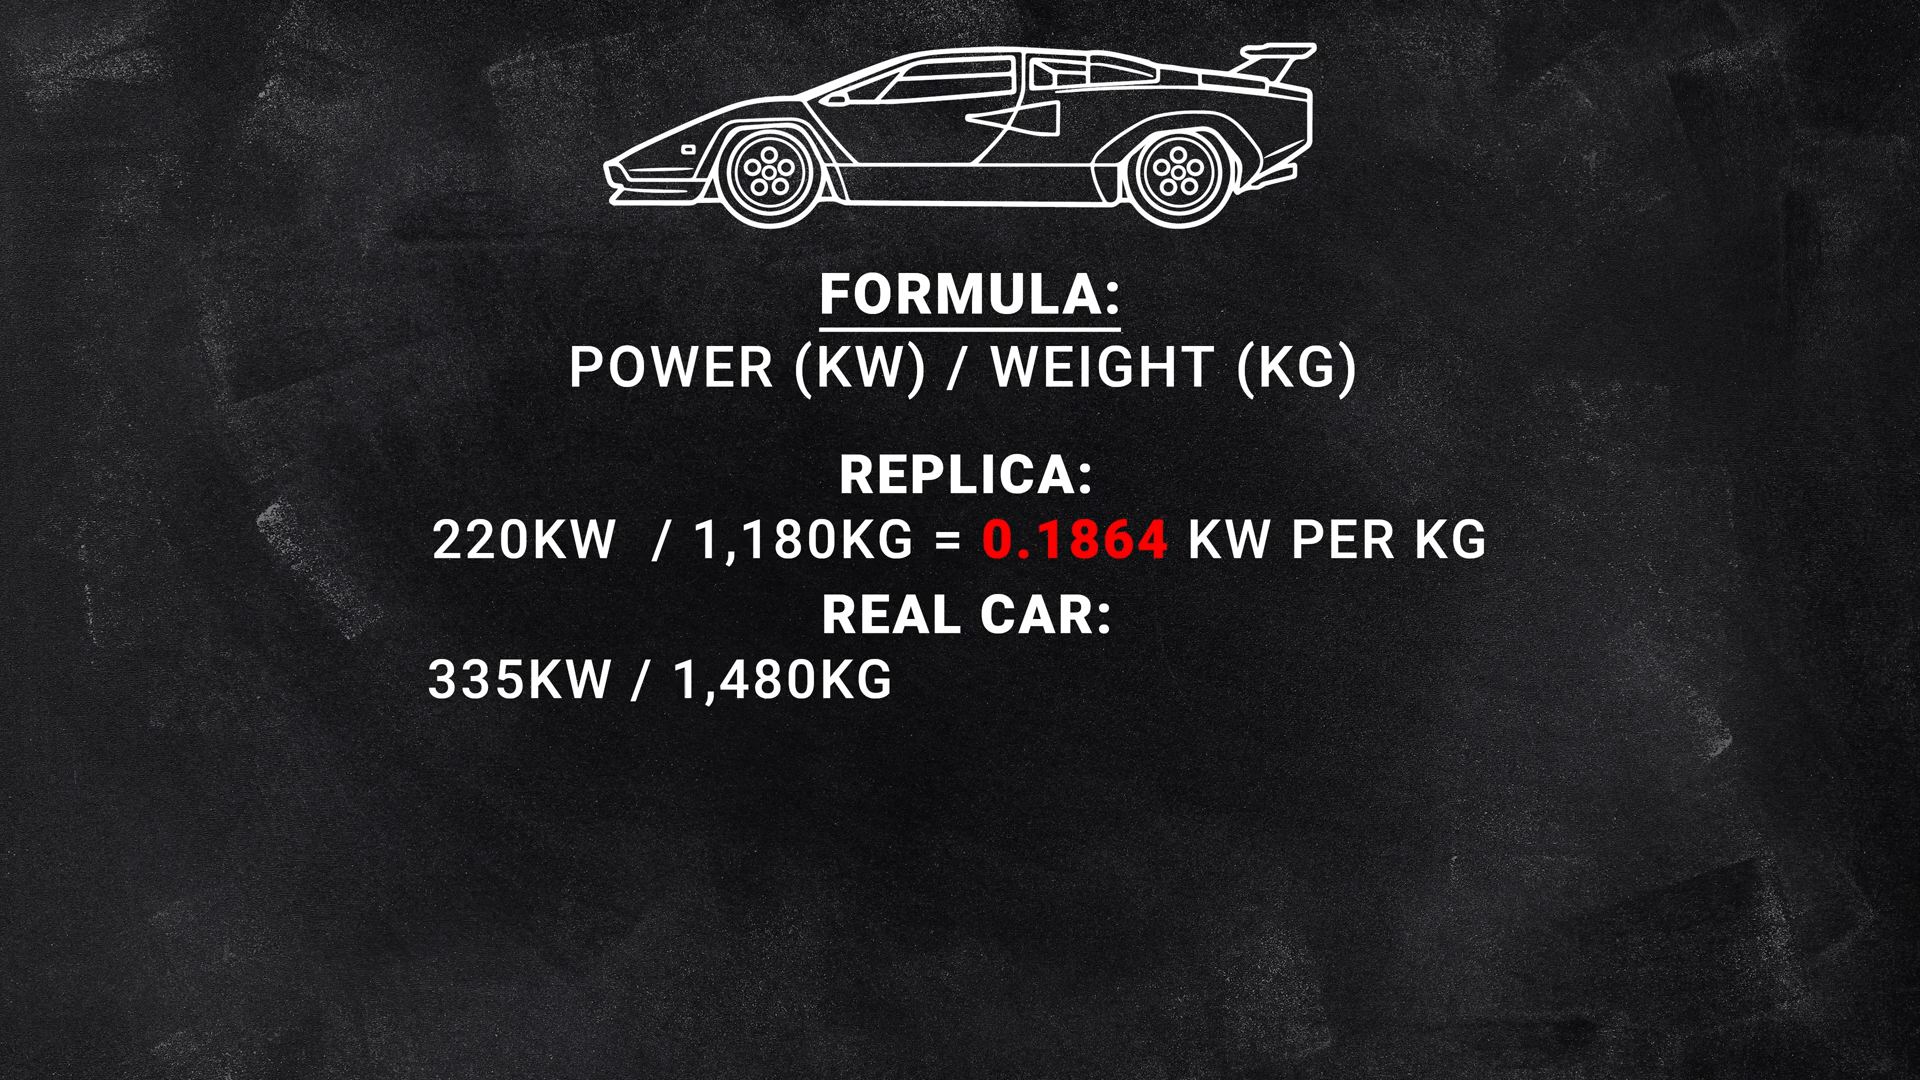 FORMULA:
POWER (KW) / WEIGHT (KG)
REPLICA:
220KW / 1,180KG = 0.1864 KW PER KG
REAL CAR:
335KW / 1,480KG